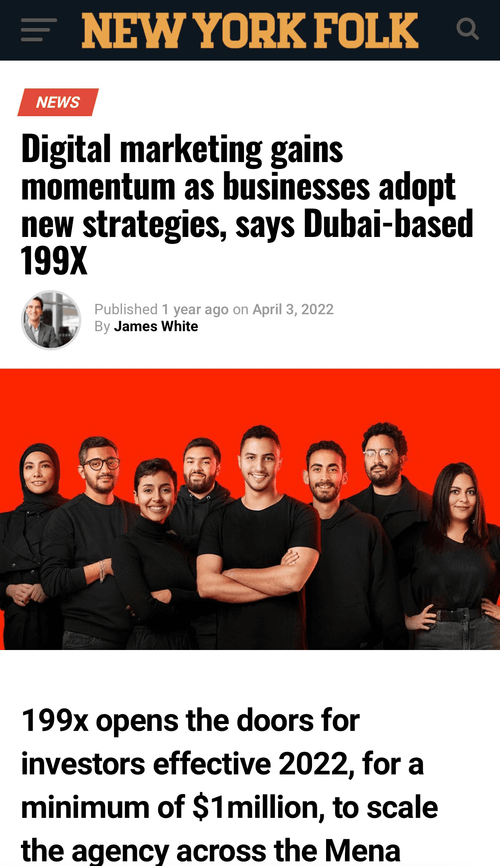 NEW YORK FOLK
NEWS
Digital marketing gains
momentum as businesses adopt
new strategies, says Dubai-based
199X
Published 1 year ago on April 3, 2022
By James White
199x opens the doors for
investors effective 2022, for a
minimum of $1million, to scale
the agency across the Mena